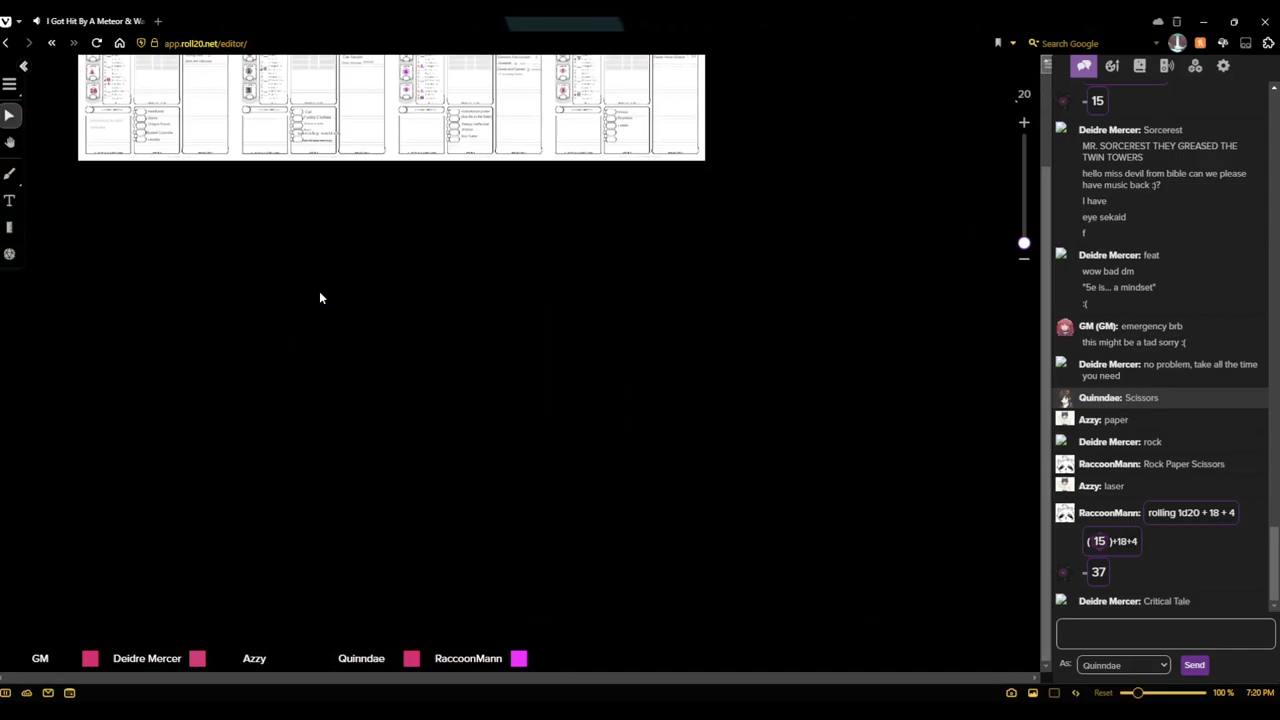 I Got Hit By A Meteor & Wa
app.roll20.net/editor/
Search Google
20
= 15
Deidre Mercer: Sorcerest
MR. SORCEREST THEY GREASED THE
TWIN TOWERS
hello miss devil from bible can we please
have music back :)?
I have
eye sekaid
f
Deidre Mercer: feat
wow bad dm
"5e is... a mindset"
:(
GM (GM): emergency brb
this might be a tad sorry :(
Deidre Mercer: no problem, take all the time
you need
Quinndae: Scissors
Azzy: paper
Deidre Mercer: rock
RaccoonMann: Rock Paper Scissors
Azzy: laser
RaccoonMann: rolling 1d20 + 18 + 4
( 15 )+18+4
= 37
Deidre Mercer: Critical Tale
GM
Deidre Mercer
Azzy
Quinndae
RaccoonMann
As: Quinndae
Send
Reset
100 %
7:20 PM